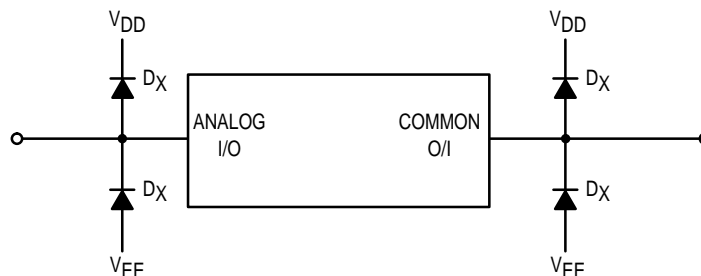 VDD
VDD
DX
DX
ANALOG
I/O
COMMON
O/I
DX
DX
VEE
VEE